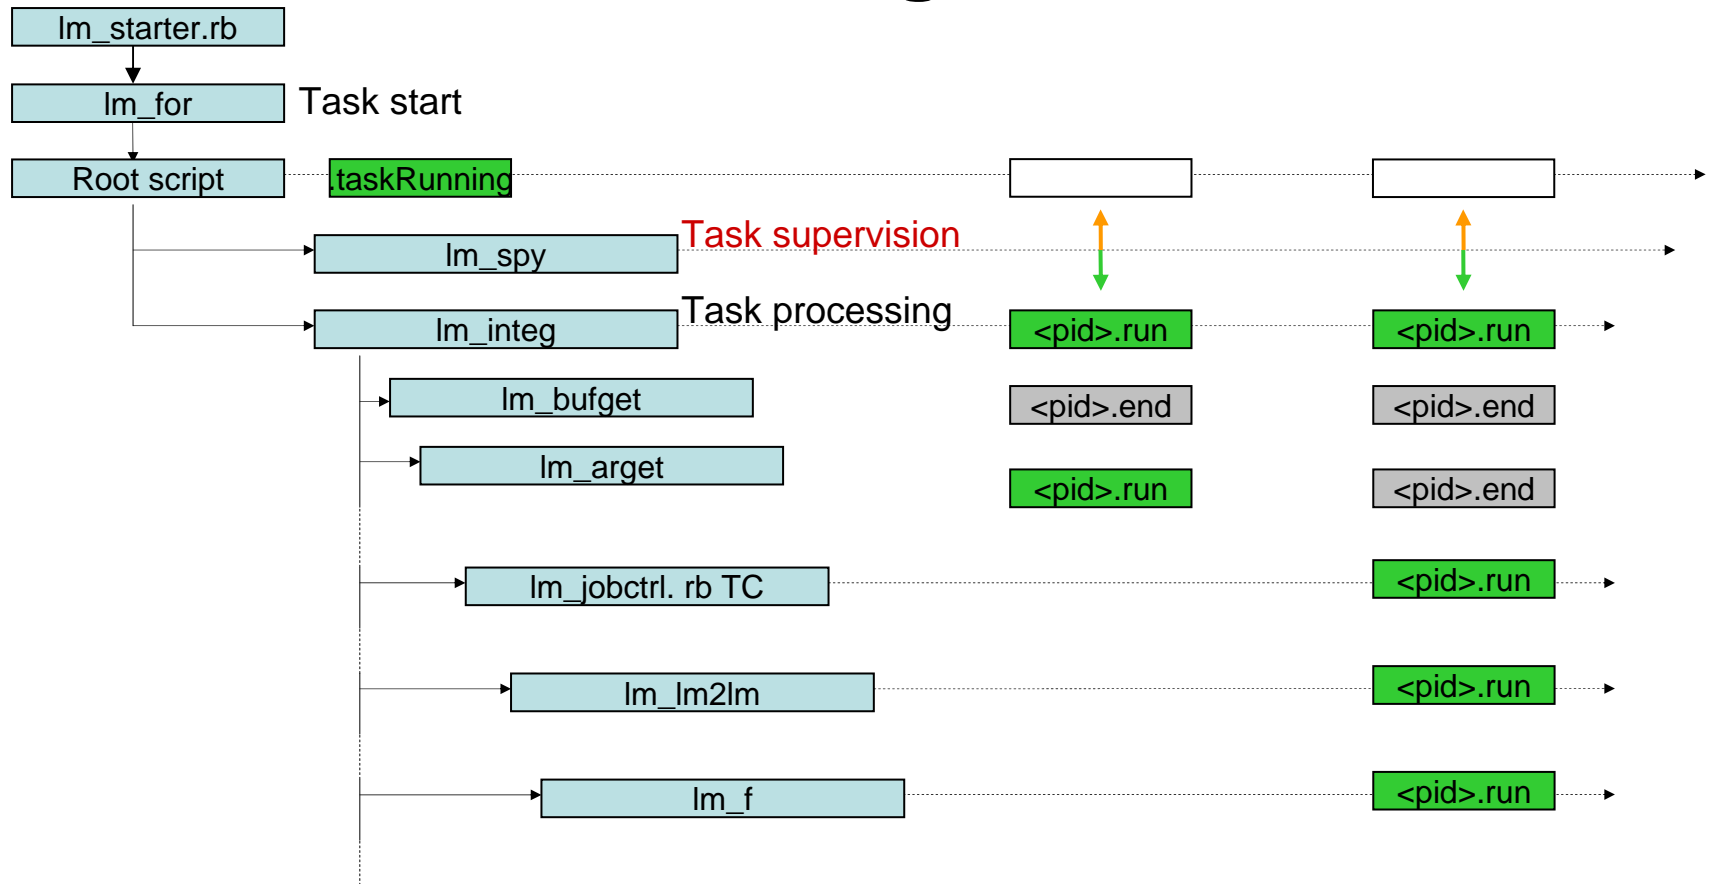 lm_starter.rb
lm_for
Task start
Root script
.taskRunning
Task supervision
lm_spy
Task processing
lm_integ
<pid>.run
<pid>.run
lm_bufget
<pid>.end
<pid>.end
lm_arget
<pid>.run
<pid>.end
lm_jobctrl. rb TC
<pid>.run
lm_lm2lm
<pid>.run
lm_f
<pid>.run